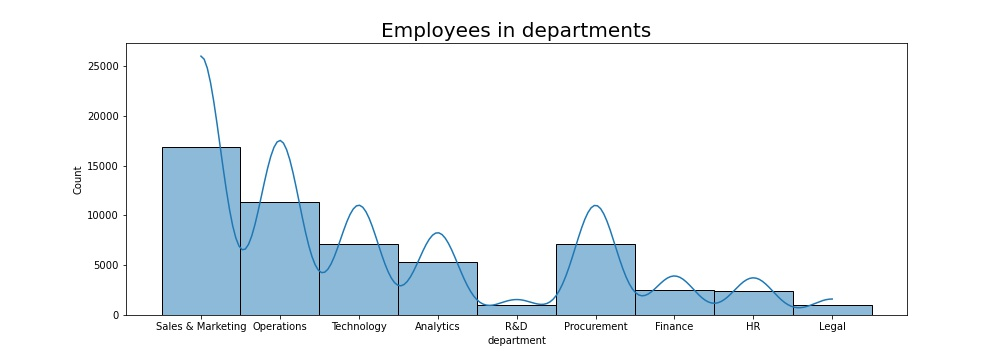 Employees in departments
Count
25000
20000
15000
10000
5000
0
Sales & Marketing Operations Technology Analytics R&D Procurement Finance HR Legal
department